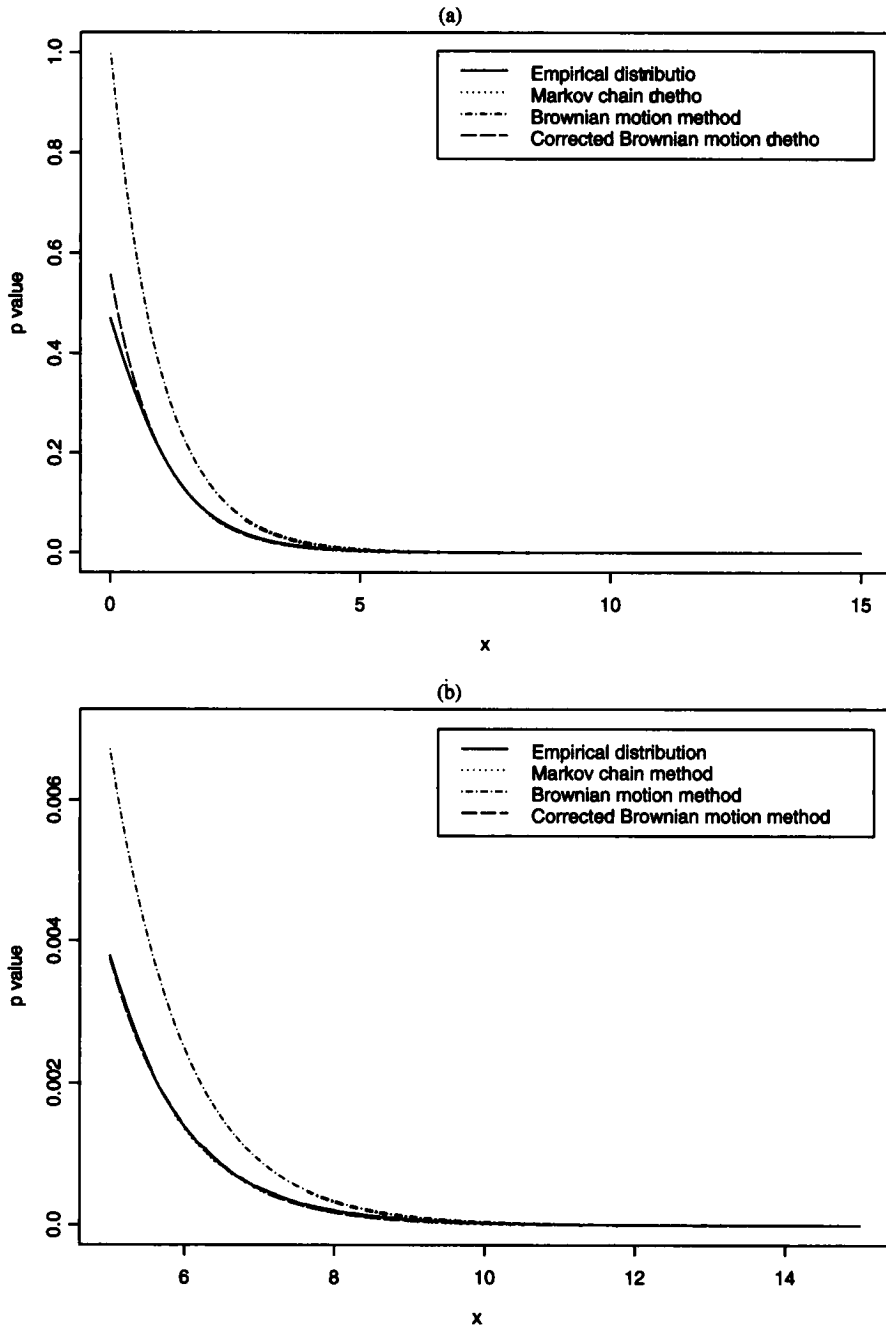 (a)
1.0
0.8
0.6
0.4
0.2
0.0
p value
Empirical distributio
Markov chain rhetho
Brownian motion method
Corrected Brownian motion rhetho
0 5 10 15
x
(b)
0.006
0.004
0.002
0.0
p value
Empirical distribution
Markov chain method
Brownian motion method
Corrected Brownian motion method
6 8 10 12 14
x